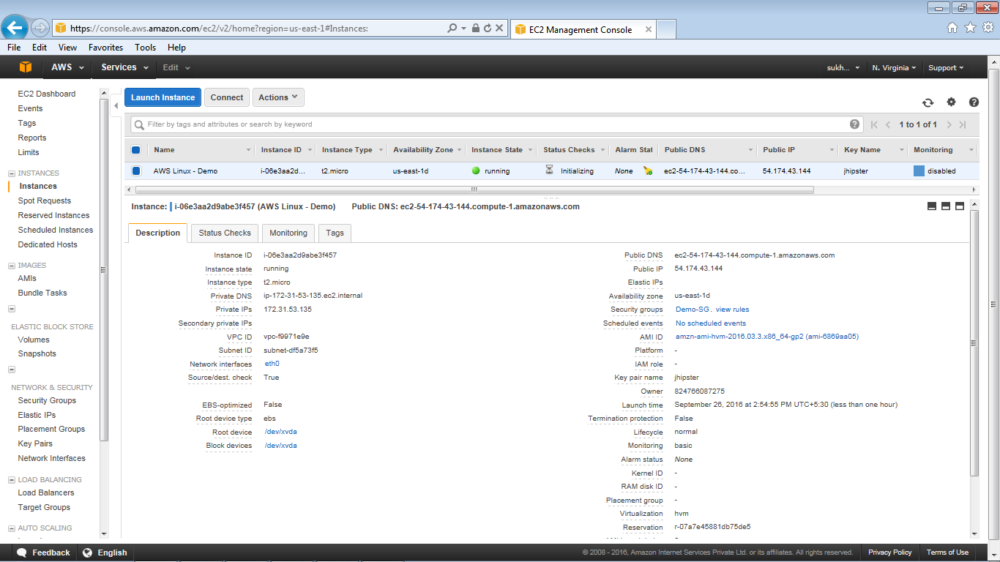 https://console.aws.amazon.com/ec2/v2/home?region=us-east-1#Instances:
EC2 Management Console
File Edit View Favorites Tools Help
AWS Services Edit sukh... N. Virginia Support
EC2 Dashboard
Events
Tags
Reports
Limits
INSTANCES
Instances
Spot Requests
Reserved Instances
Scheduled Instances
Dedicated Hosts
IMAGES
AMIs
Bundle Tasks
ELASTIC BLOCK STORE
Volumes
Snapshots
NETWORK & SECURITY
Security Groups
Elastic IPs
Placement Groups
Key Pairs
Network Interfaces
LOAD BALANCING
Load Balancers
Target Groups
AUTO SCALING
Launch Instance Connect Actions
Filter by tags and attributes or search by keyword 1 to 1 of 1
Name Instance ID Instance Type Availability Zone Instance State Status Checks Alarm Stat Public DNS Public IP Key Name Monitoring
AWS Linux - Demo i-06e3aa2d... t2.micro us-east-1d running Initializing None ec2-54-174-43-144.co... 54.174.43.144 jhipster disabled
Instance: i-06e3aa2d9abe3f457 (AWS Linux - Demo) Public DNS: ec2-54-174-43-144.compute-1.amazonaws.com
Description Status Checks Monitoring Tags
Instance ID i-06e3aa2d9abe3f457
Instance state running
Instance type t2.micro
Private DNS ip-172-31-53-135.ec2.internal
Private IPs 172.31.53.135
Secondary private IPs
VPC ID vpc-f9971e9e
Subnet ID subnet-df5a73f5
Network interfaces eth0
Source/dest. check True
EBS-optimized False
Root device type ebs
Root device /dev/xvda
Block devices /dev/xvda
Public DNS ec2-54-174-43-144.compute-1.amazonaws.com
Public IP 54.174.43.144
Elastic IPs
Availability zone us-east-1d
Security groups Demo-SG . view rules
Scheduled events No scheduled events
AMI ID amzn-ami-hvm-2016.03.3.x86_64-gp2 (ami-6869aa05)
Platform -
IAM role -
Key pair name jhipster
Owner 824766087275
Launch time September 26, 2016 at 2:54:55 PM UTC+5:30 (less than one hour)
Termination protection False
Lifecycle normal
Monitoring basic
Alarm status None
Kernel ID -
RAM disk ID -
Placement group -
Virtualization hvm
Reservation r-07a7e45881db75de5
Feedback English © 2008 - 2016, Amazon Internet Services Private Ltd. or its affiliates. All rights reserved. Privacy Policy Terms of Use